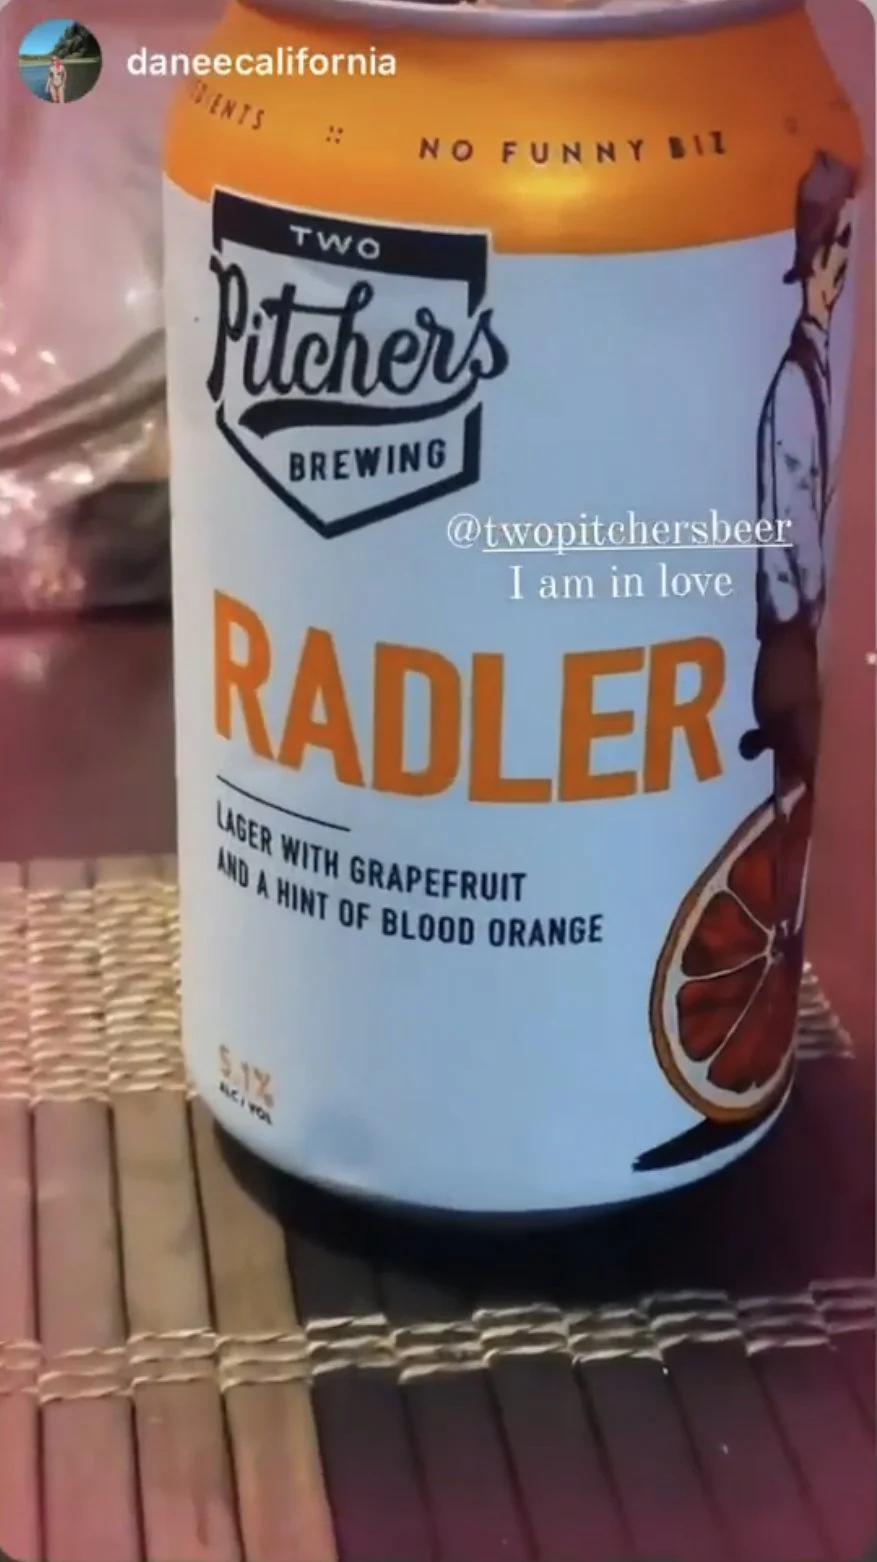 daneecalifornia
NO FUNNY BIZ
TWO
Pitchers
BREWING
@twopitchersbeer
I am in love
RADLER
LAGER WITH GRAPEFRUIT
AND A HINT OF BLOOD ORANGE
5.1%
ALC / VOL